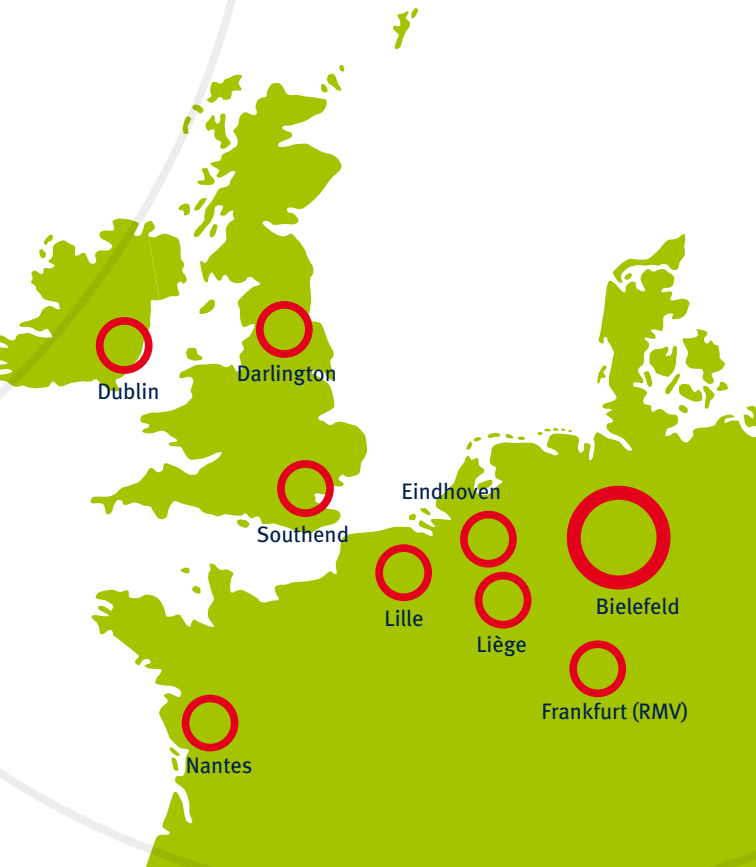 Darlington
Dublin
Eindhoven
Southend
Bielefeld
Lille
Liège
Frankfurt (RMV)
Nantes